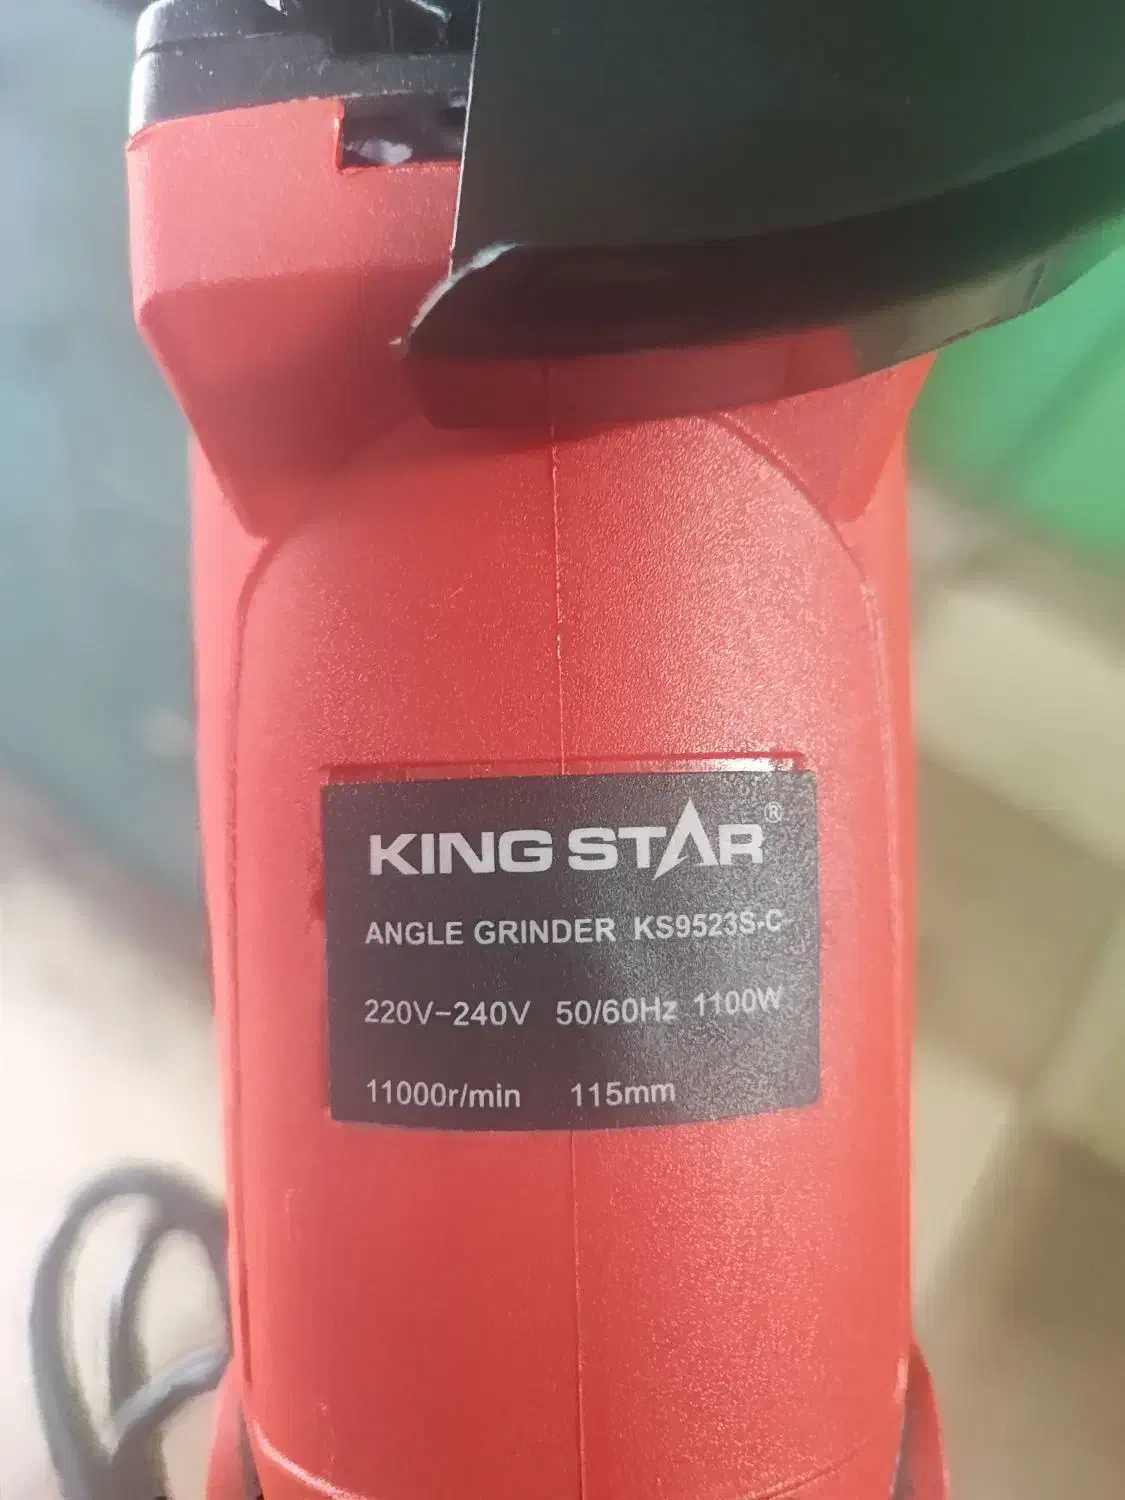 KING STAR®
ANGLE GRINDER KS9523S-C
220V-240V 50/60Hz 1100W
11000r/min 115mm